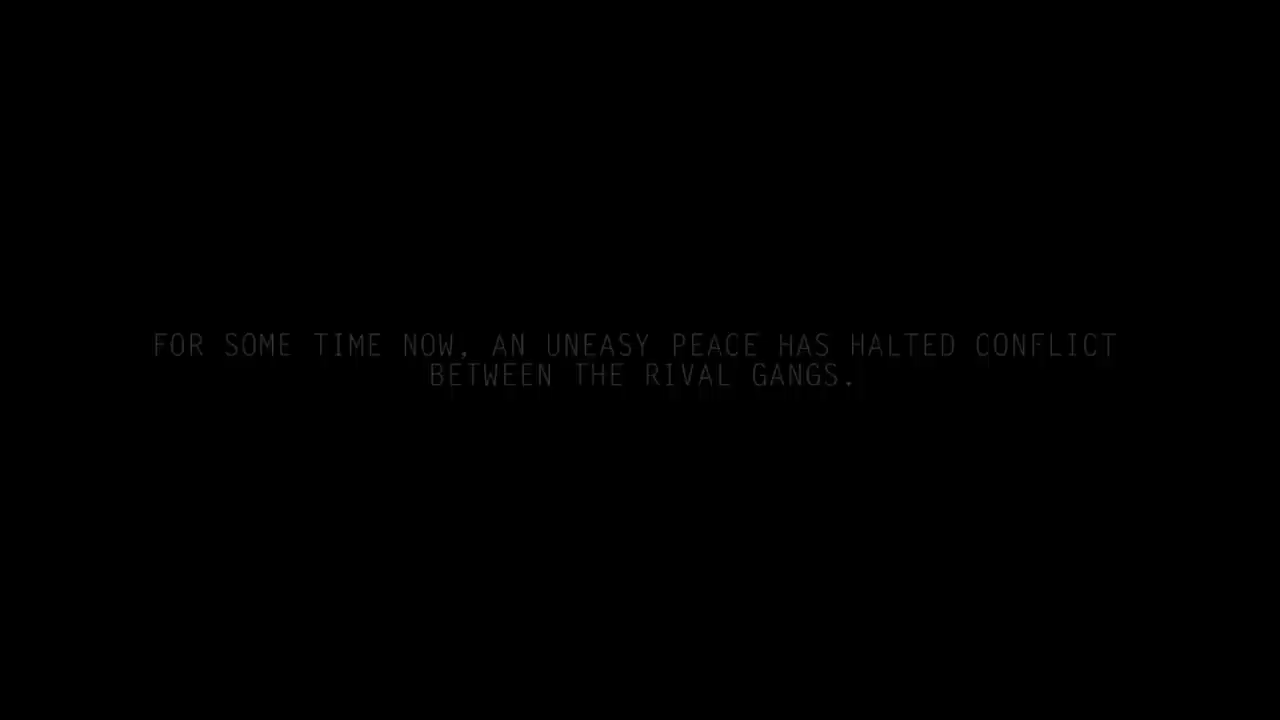 FOR SOME TIME NOW, AN UNEASY PEACE HAS HALTED CONFLICT
BETWEEN THE RIVAL GANGS.